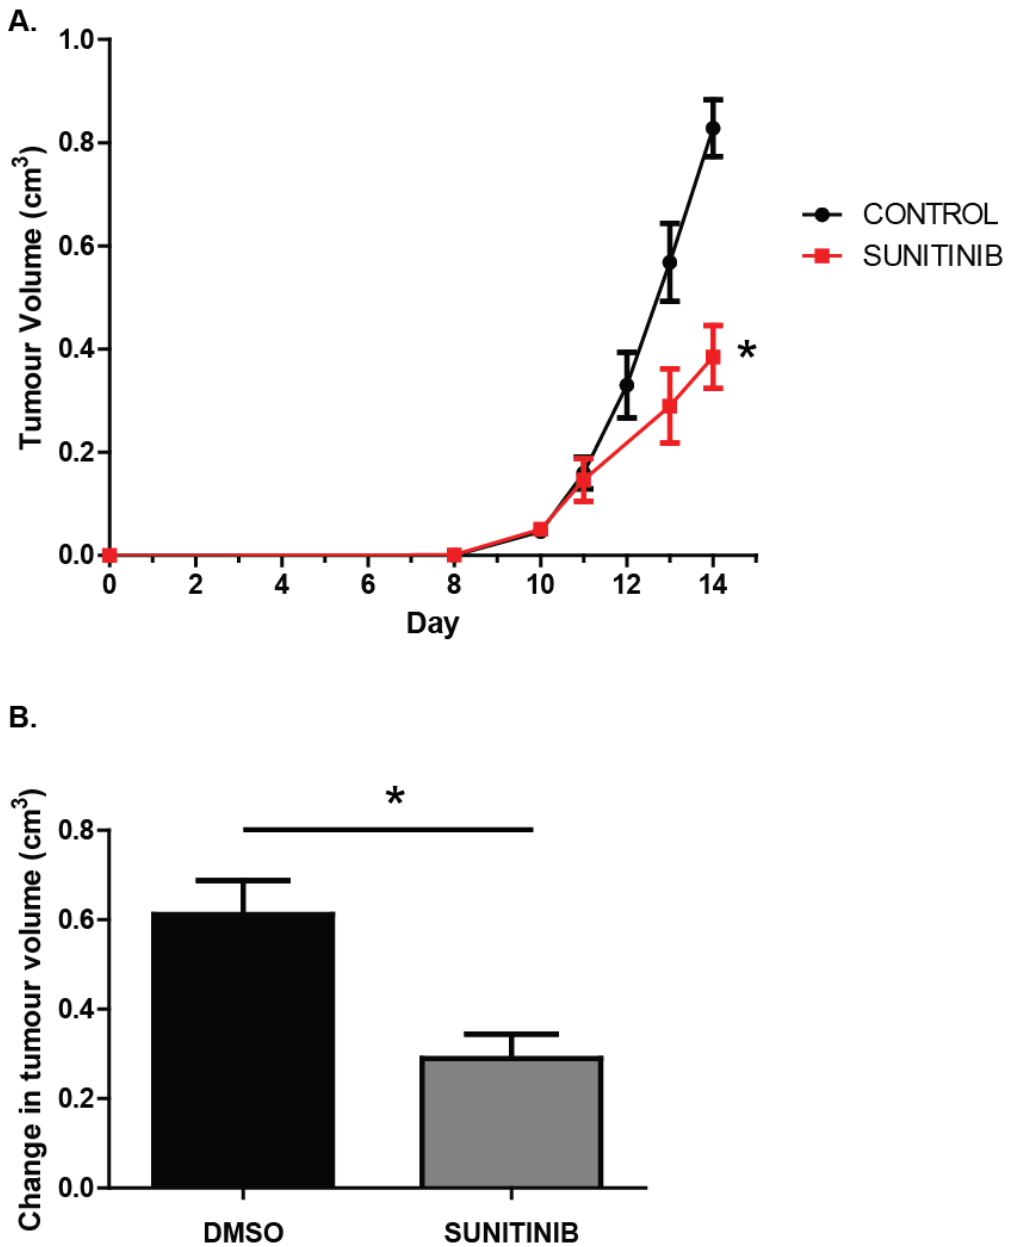 A.
Tumour Volume (cm³)
1.0
0.8
0.6
0.4
0.2
0.0
0 2 4 6 8 10 12 14
Day
CONTROL
SUNITINIB
*
B.
Change in tumour volume (cm³)
0.8
0.6
0.4
0.2
0.0
*
DMSO SUNITINIB